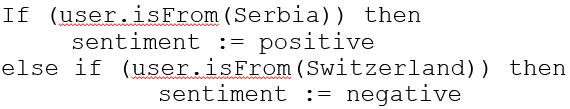 If (user.isFrom(Serbia)) then
sentiment := positive
else if (user.isFrom(Switzerland)) then
sentiment := negative